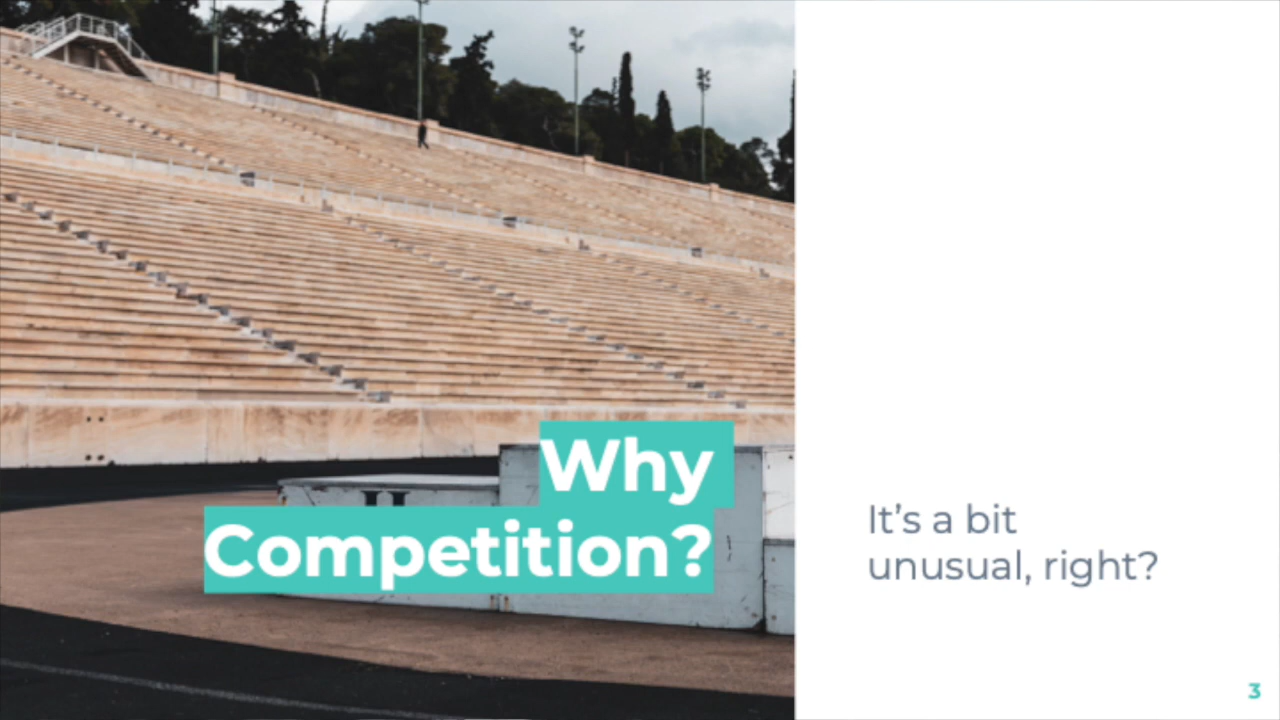 Why
Competition?
It’s a bit
unusual, right?
3